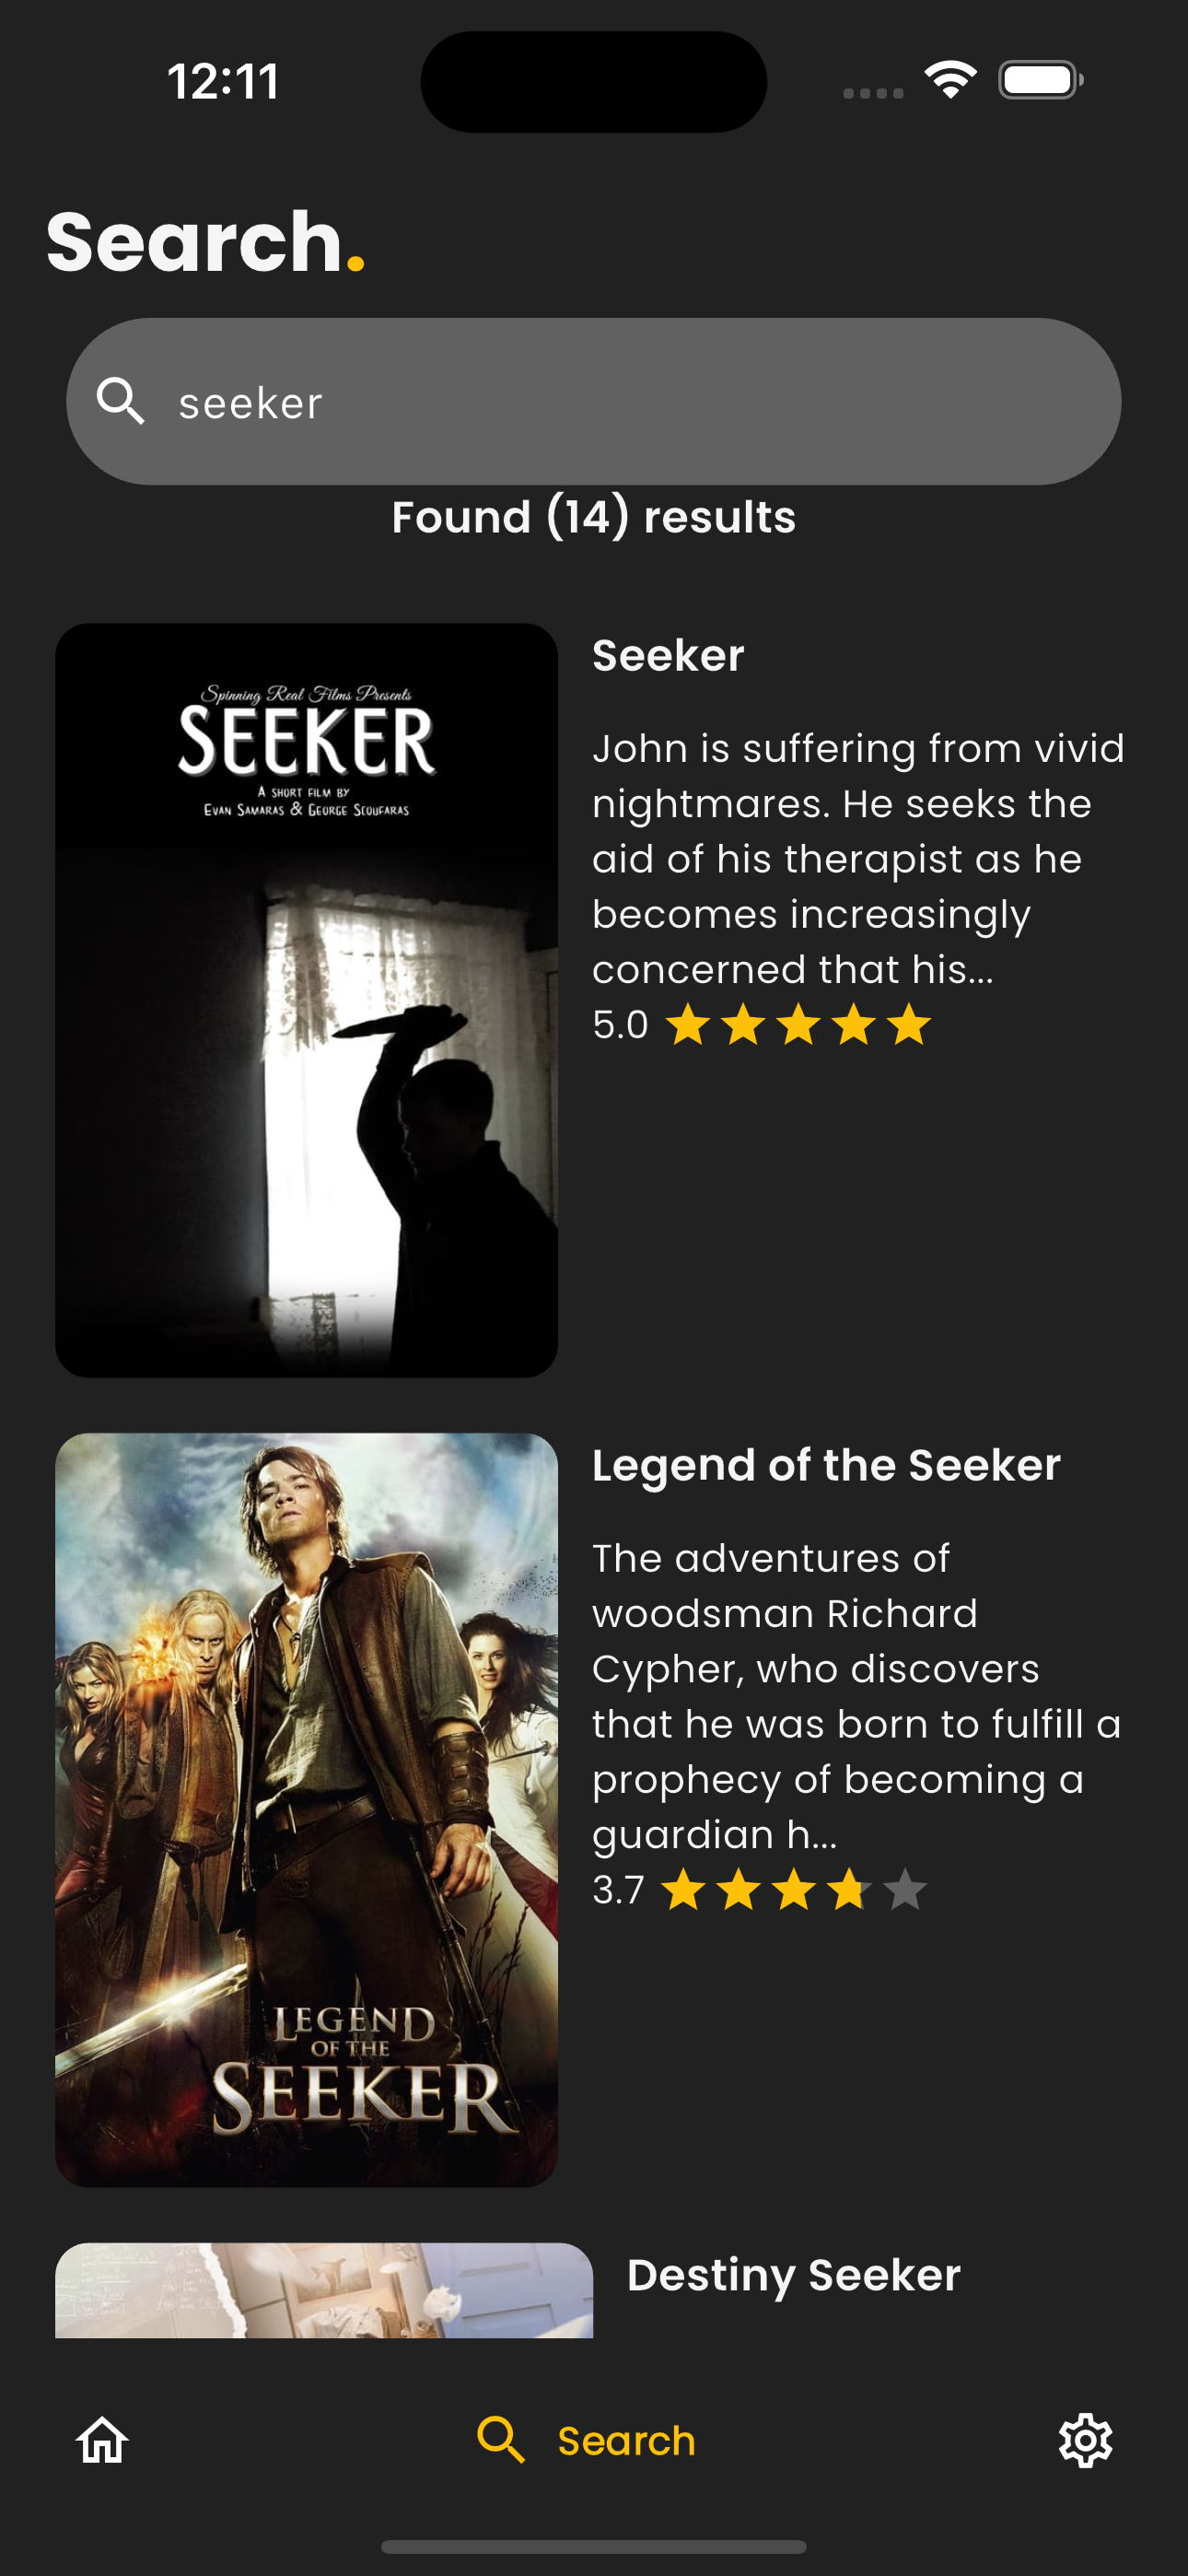 12:11
Search.
seeker
Found (14) results
Spinning Real Films Presents
SEEKER
A SHORT FILM BY
EVAN SAMARAS & GEORGE SCOUFARAS
Seeker
John is suffering from vivid
nightmares. He seeks the
aid of his therapist as he
becomes increasingly
concerned that his...
5.0
LEGEND
OF THE
SEEKER
Legend of the Seeker
The adventures of
woodsman Richard
Cypher, who discovers
that he was born to fulfill a
prophecy of becoming a
guardian h...
3.7
Destiny Seeker
Search